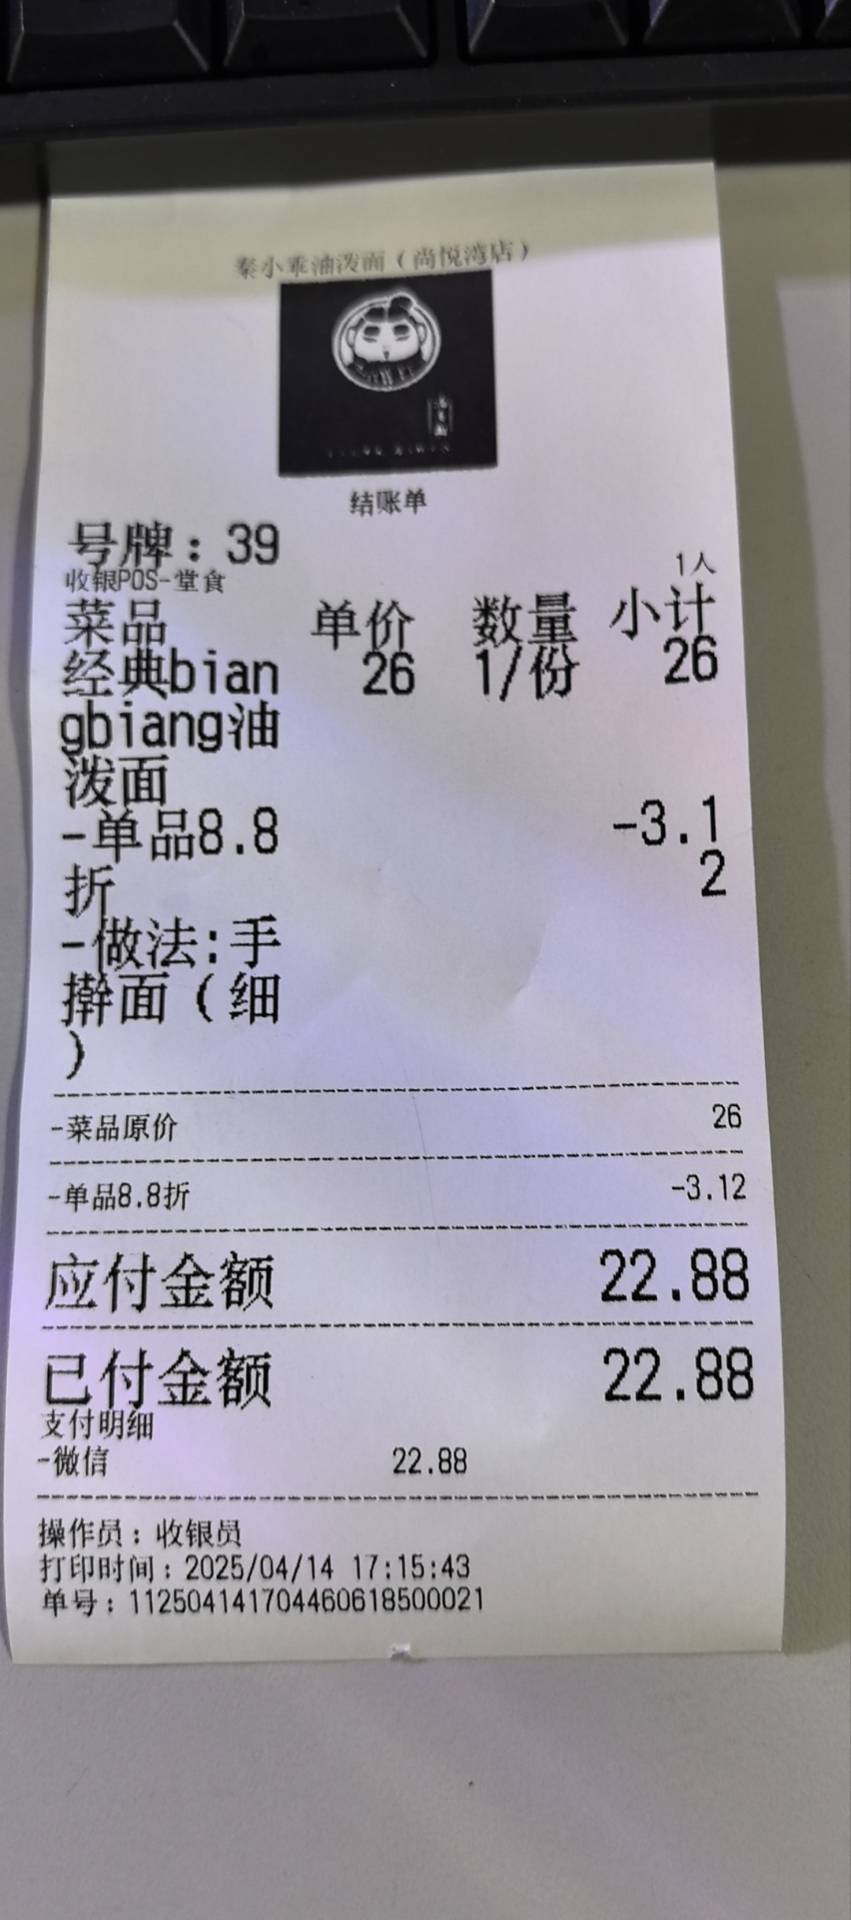 秦小乖油泼面（尚悦湾店）
结账单
号牌：39
1人
收银POS-堂食
菜品 单价 数量 小计
经典bian 26 1/份 26
gbiang油
泼面
-单品8.8 -3.1
折 2
-做法:手
擀面（细
）
-菜品原价 26
-单品8.8折 -3.12
应付金额 22.88
已付金额 22.88
支付明细
-微信 22.88
操作员：收银员
打印时间：2025/04/14 17:15:43
单号：112504141704460618500021